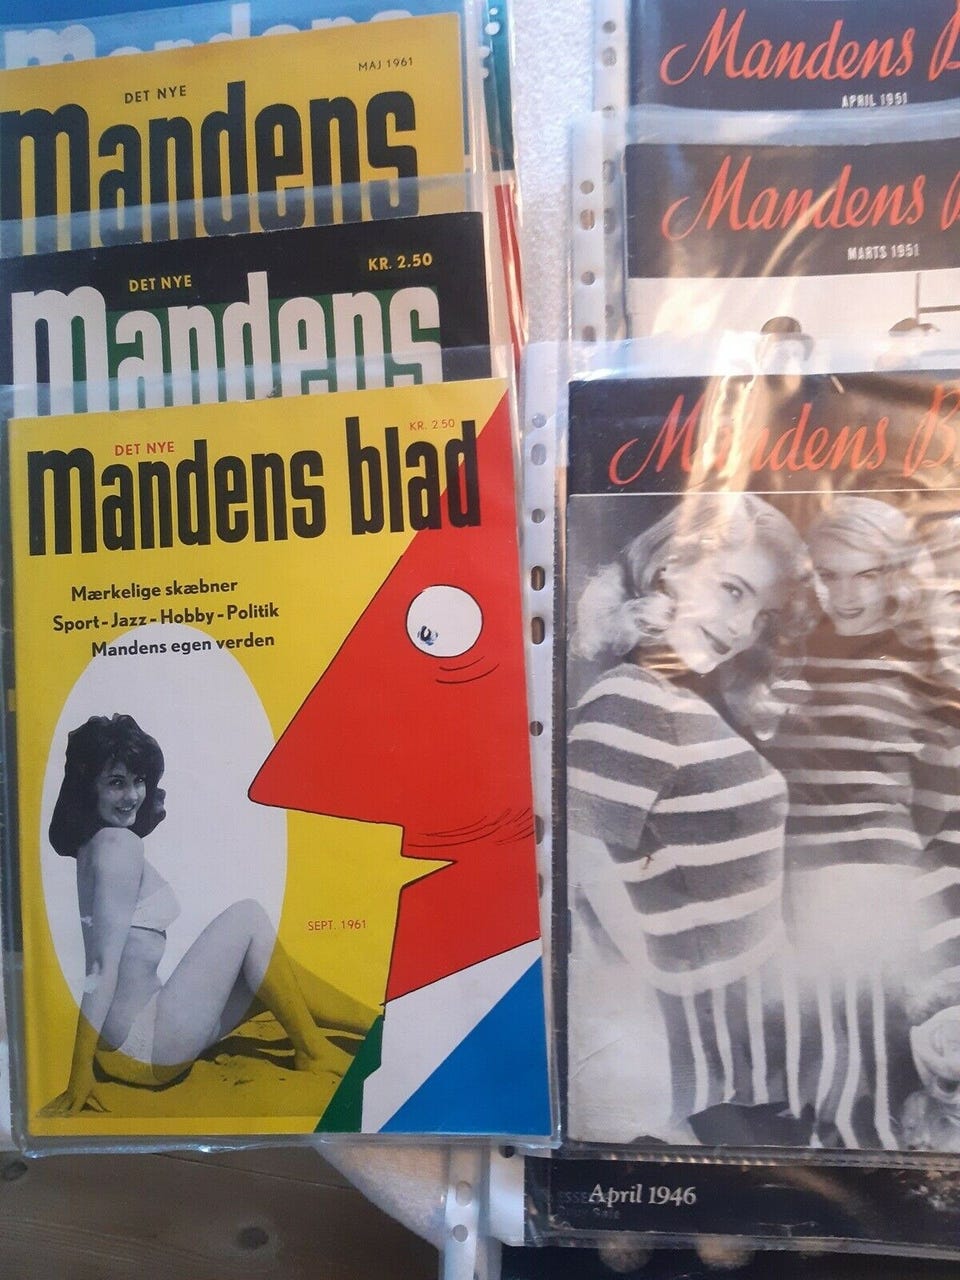 MAJ 1961
DET NYE
Mandens
KR. 2.50
DET NYE
Mandens
KR. 2.50
DET NYE
Mandens blad
Mærkelige skæbner
Sport - Jazz - Hobby - Politik
Mandens egen verden
SEPT. 1961
Mandens B
APRIL 1951
Mandens
MARTS 1951
Mandens B
April 1946